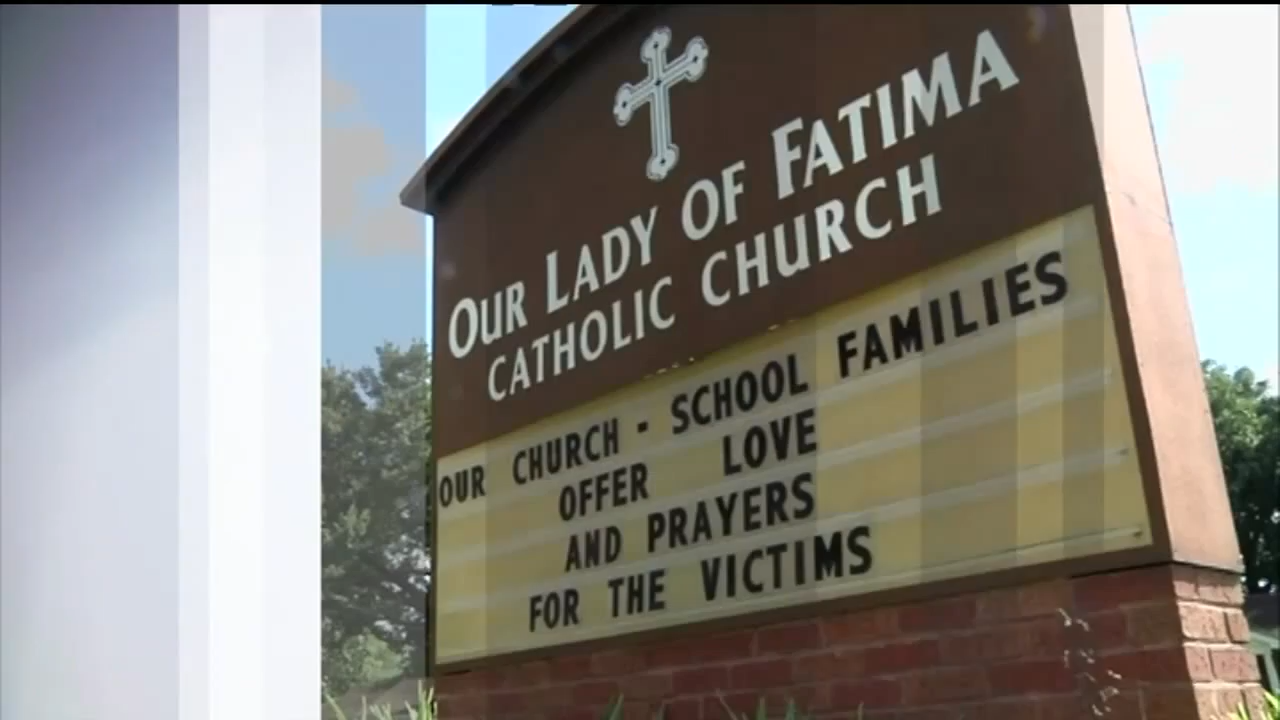 OUR LADY OF FATIMA
CATHOLIC CHURCH
OUR CHURCH - SCHOOL FAMILIES
OFFER LOVE
AND PRAYERS
FOR THE VICTIMS